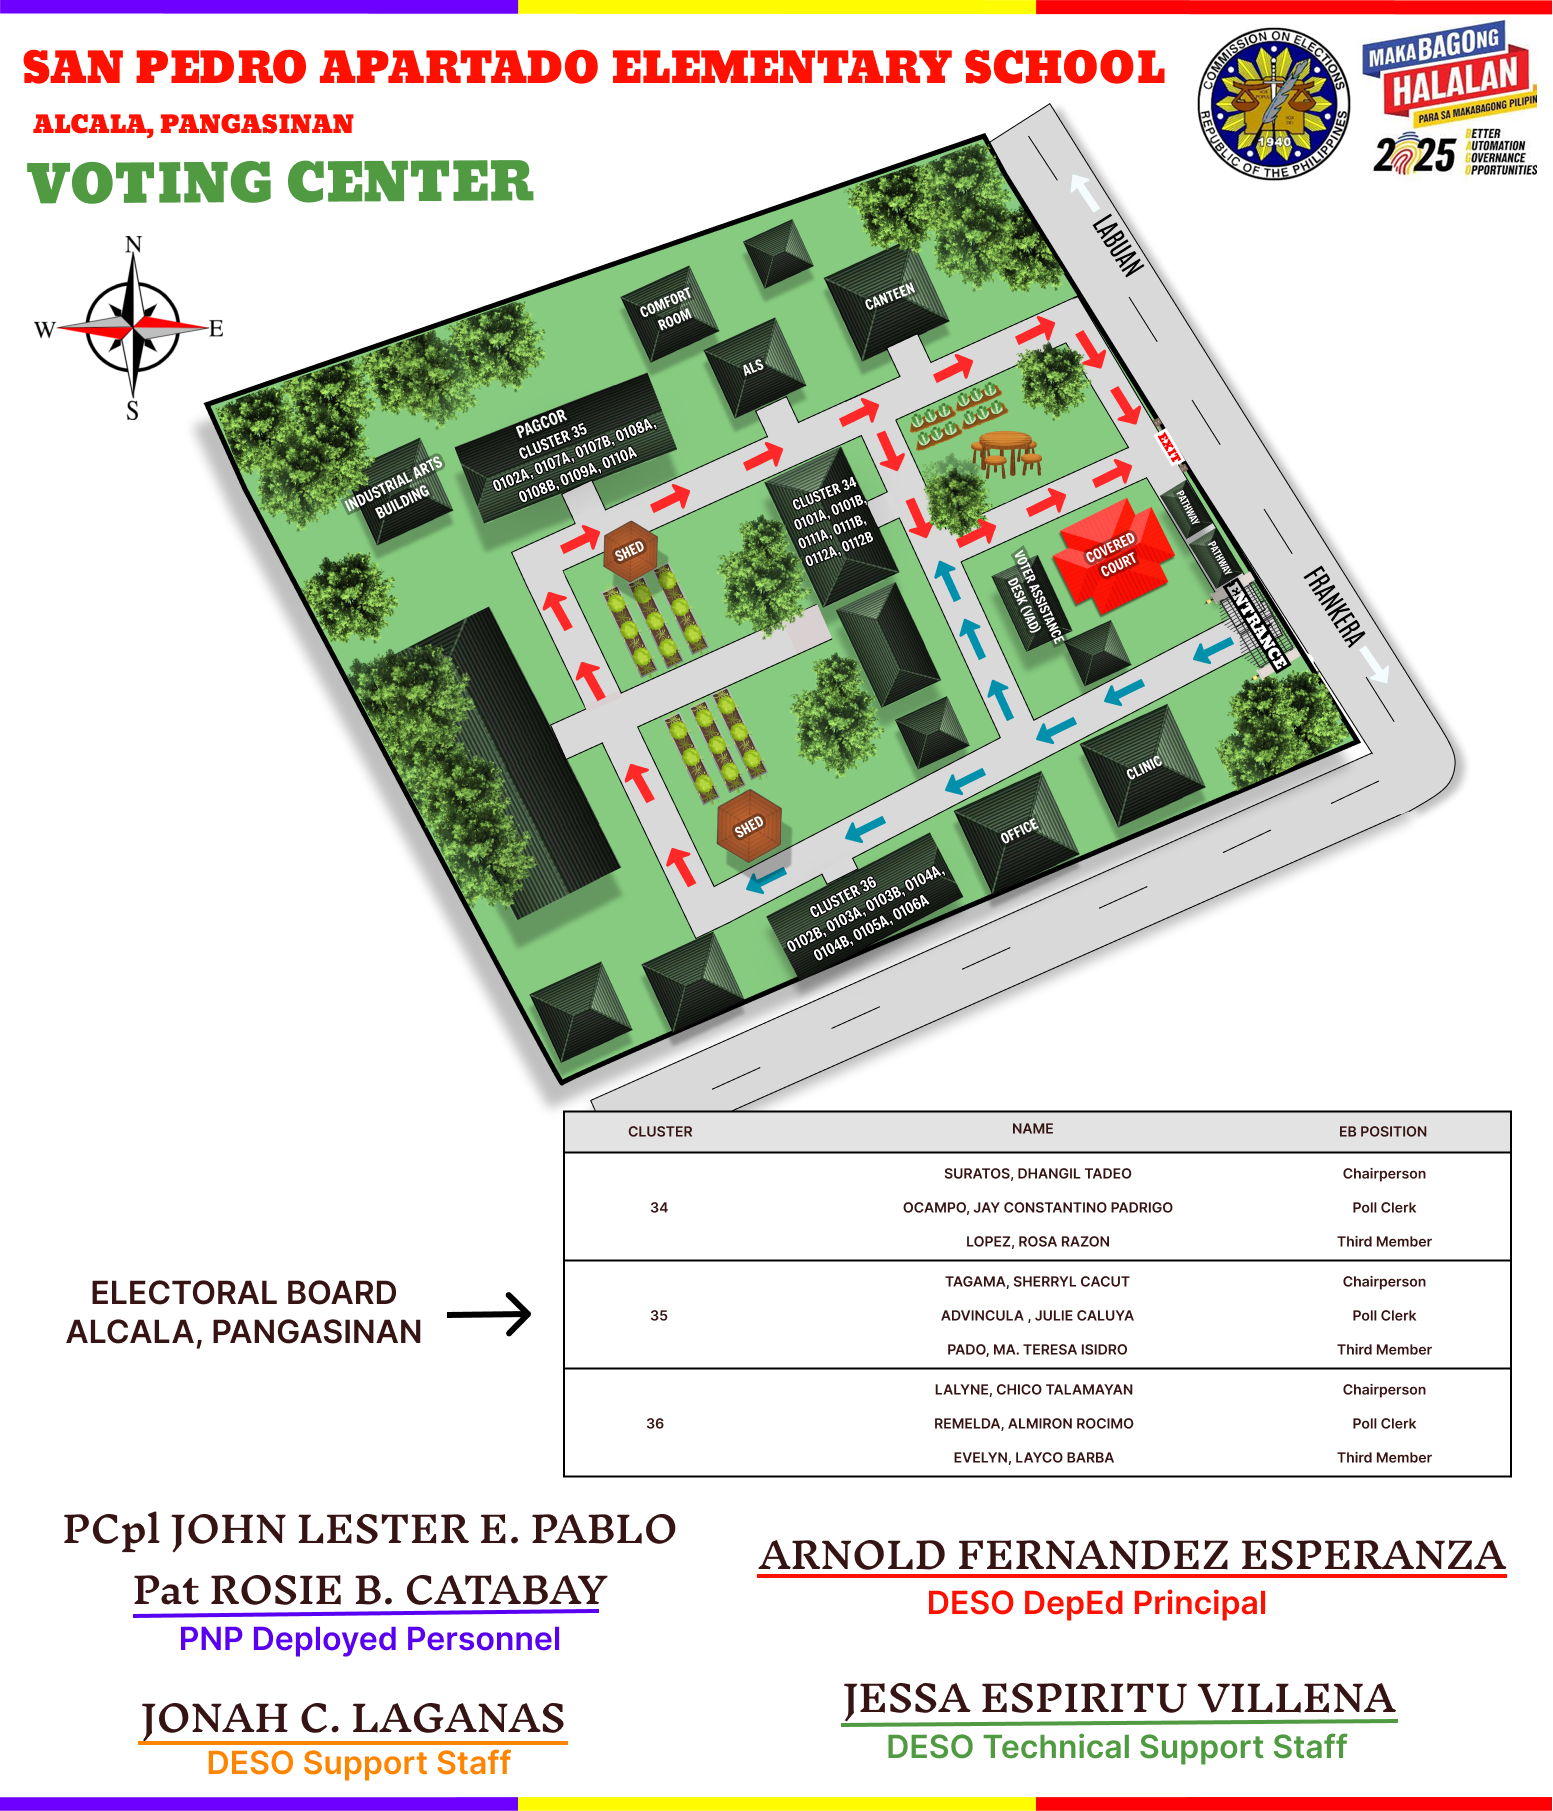 SAN PEDRO APARTADO ELEMENTARY SCHOOL
ALCALA, PANGASINAN
VOTING CENTER
COMMISSION ON ELECTIONS
REPUBLIC OF THE PHILIPPINES
1940
MAKABAGONG
HALALAN
PARA SA MAKABAGONG PILIPIN
2025
BETTER
AUTOMATION
GOVERNANCE
OPPORTUNITIES
N
W
E
S
LABUAN
FRANKERA
COMFORT
ROOM
CANTEEN
ALS
PAGCOR
CLUSTER 35
0102A, 0107A, 0107B, 0108A,
0108B, 0109A, 0110A
INDUSTRIAL ARTS
BUILDING
CLUSTER 34
0101A, 0101B,
0111A, 0111B,
0112A, 0112B
EXIT
PATHWAY
PATHWAY
SHED
COVERED
COURT
VOTER ASSISTANCE
DESK (VAD)
ENTRANCE
CLINIC
OFFICE
SHED
CLUSTER 36
0102B, 0103A, 0103B, 0104A,
0104B, 0105A, 0106A
CLUSTER NAME EB POSITION
SURATOS, DHANGIL TADEO Chairperson
34 OCAMPO, JAY CONSTANTINO PADRIGO Poll Clerk
LOPEZ, ROSA RAZON Third Member
TAGAMA, SHERRYL CACUT Chairperson
35 ADVINCULA , JULIE CALUYA Poll Clerk
PADO, MA. TERESA ISIDRO Third Member
LALYNE, CHICO TALAMAYAN Chairperson
36 REMELDA, ALMIRON ROCIMO Poll Clerk
EVELYN, LAYCO BARBA Third Member
ELECTORAL BOARD
ALCALA, PANGASINAN
PCpl JOHN LESTER E. PABLO
Pat ROSIE B. CATABAY
PNP Deployed Personnel
ARNOLD FERNANDEZ ESPERANZA
DESO DepEd Principal
JONAH C. LAGANAS
DESO Support Staff
JESSA ESPIRITU VILLENA
DESO Technical Support Staff